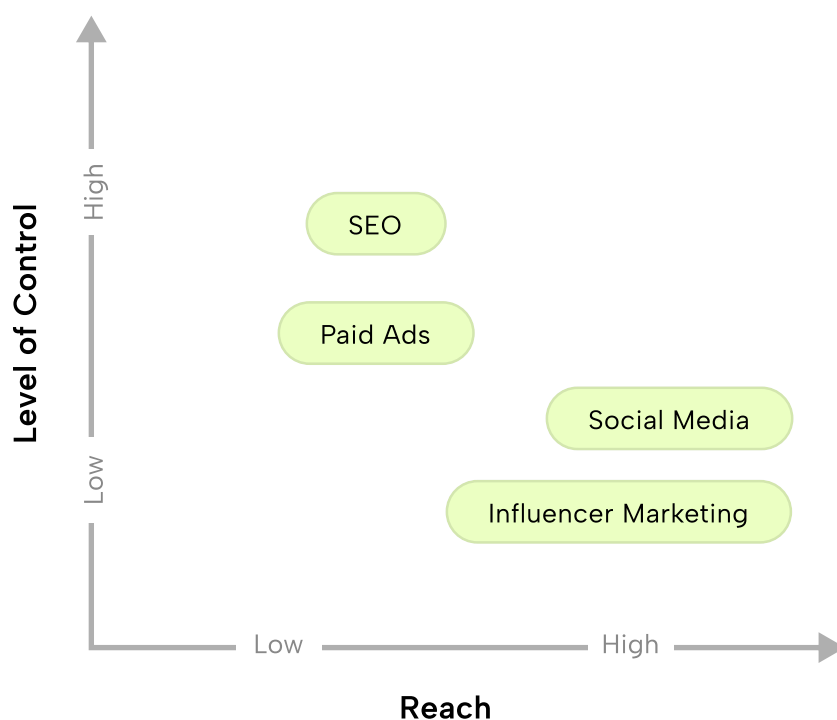 High
SEO
Level of Control
Paid Ads
Social Media
Low
Influencer Marketing
Low
High
Reach